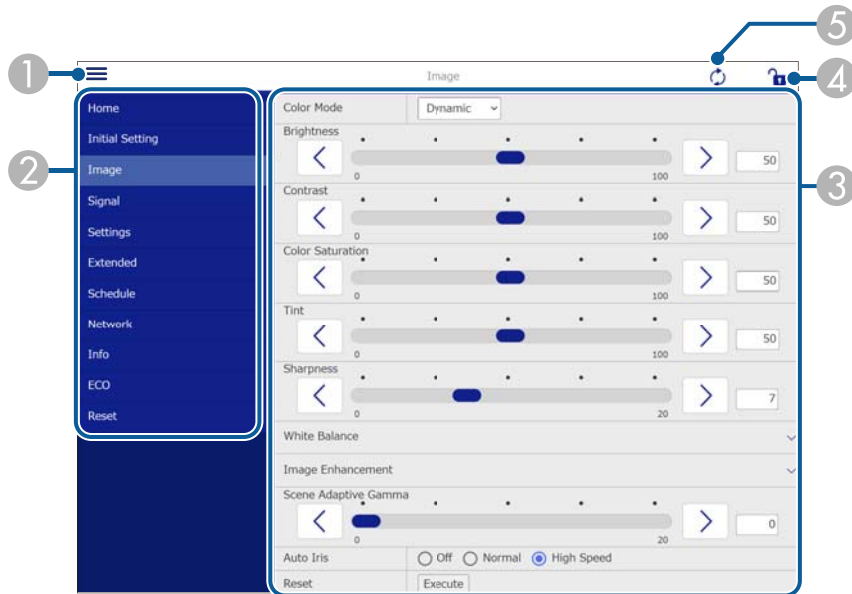 5
1
Image
4
Home
Initial Setting
Image
Signal
Settings
Extended
Schedule
Network
Info
ECO
Reset
2
3
Color Mode Dynamic
Brightness
0 100 50
Contrast
0 100 50
Color Saturation
0 100 50
Tint
0 100 50
Sharpness
0 20 7
White Balance
Image Enhancement
Scene Adaptive Gamma
0 20 0
Auto Iris Off Normal High Speed
Reset Execute